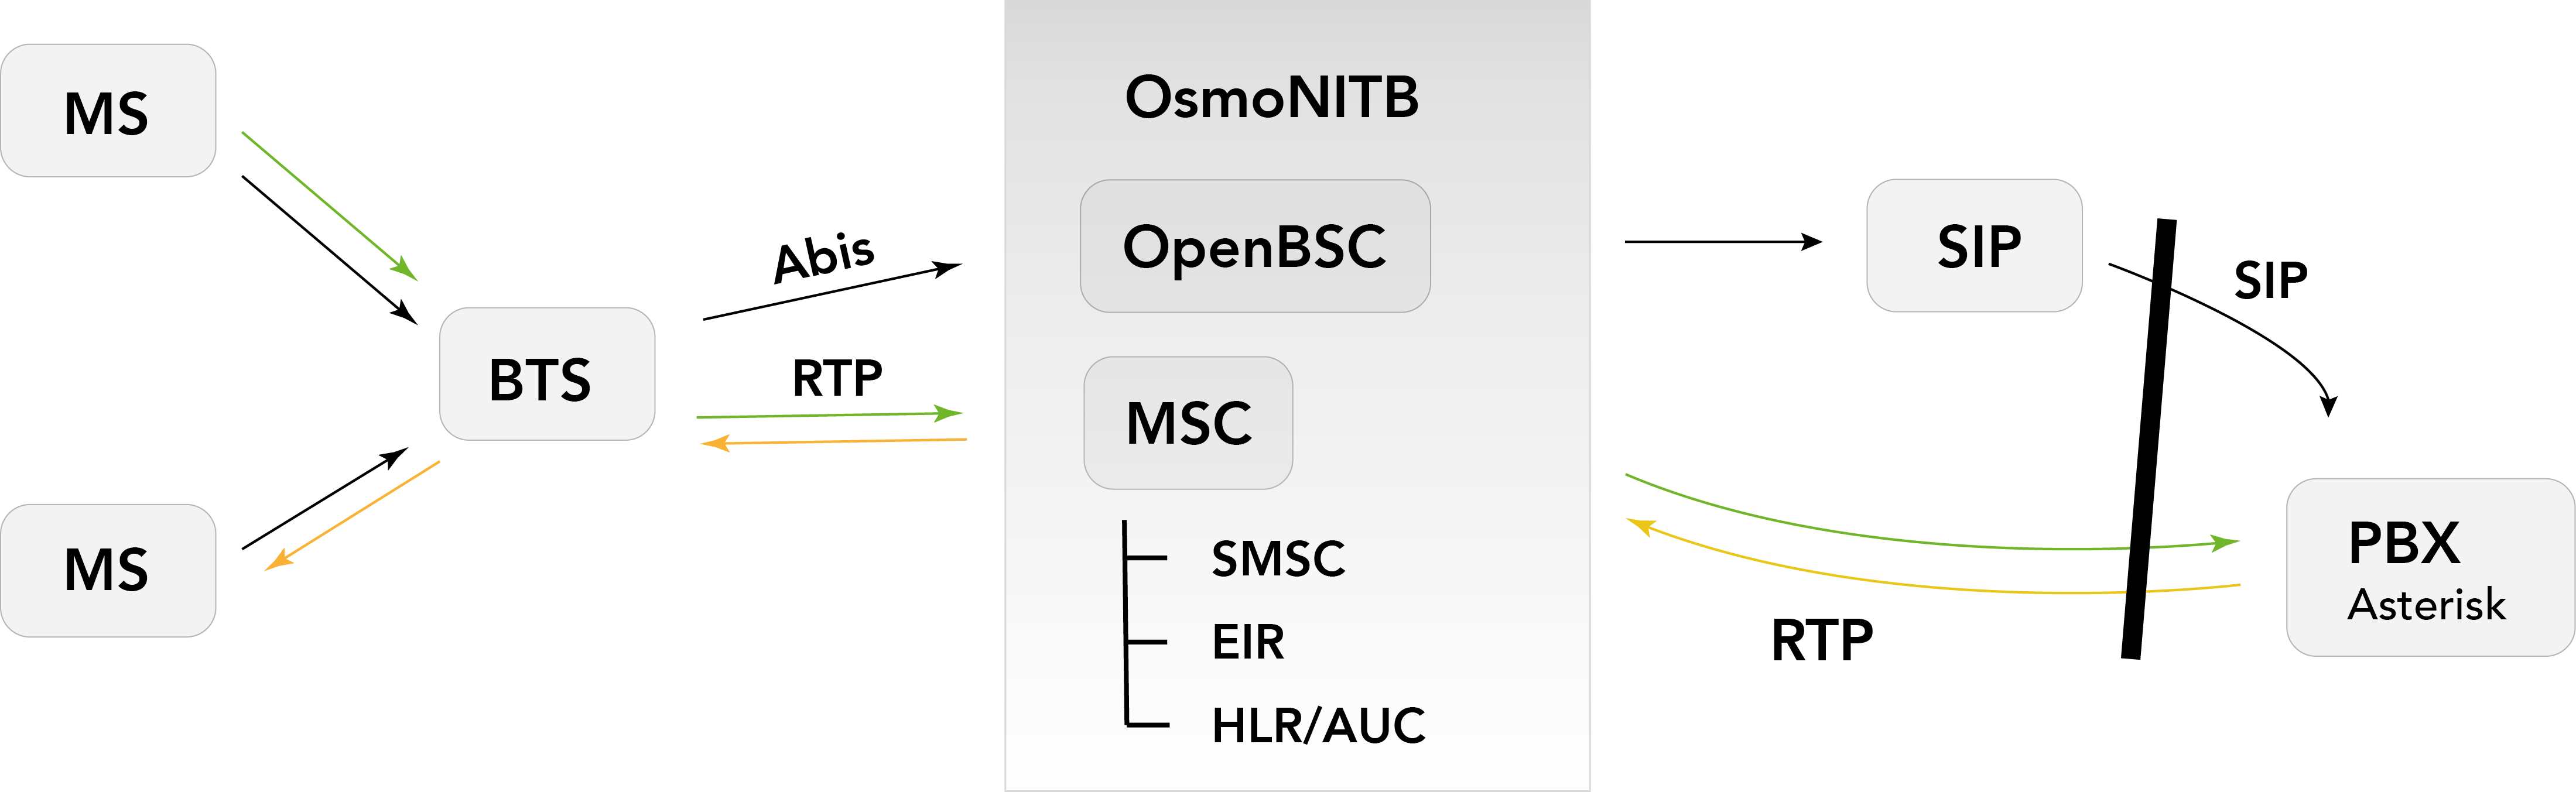 MS
MS
BTS
Abis
RTP
OsmoNITB
OpenBSC
MSC
SMSC
EIR
HLR/AUC
SIP
SIP
RTP
PBX
Asterisk